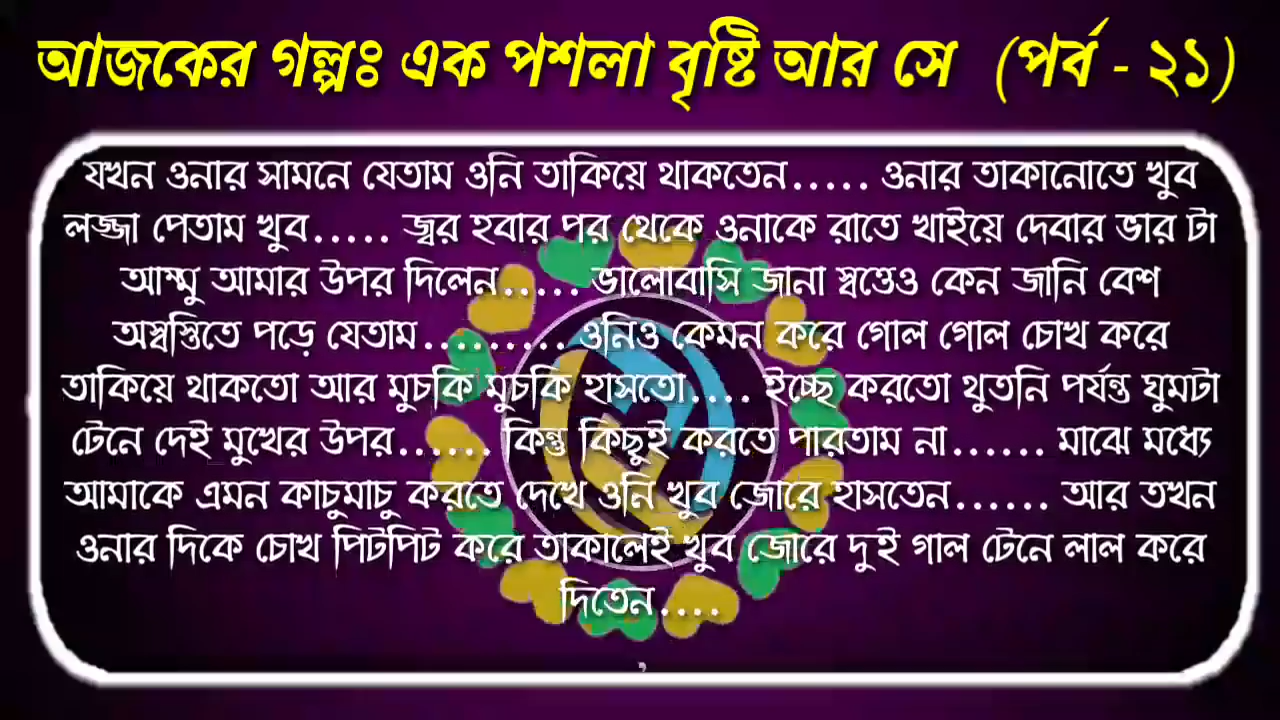 আজকের গল্পঃ এক পশলা বৃষ্টি আর সে (পর্ব - ২১)
যখন ওনার সামনে যেতাম ওনি তাকিয়ে থাকতেন..... ওনার তাকানোতে খুব
লজ্জা পেতাম খুব..... জ্বর হবার পর থেকে ওনাকে রাতে খাইয়ে দেবার ভার টা
আম্মু আমার উপর দিলেন..... ভালোবাসি জানা স্বত্তেও কেন জানি বেশ
অস্বস্তিতে পড়ে যেতাম......... ওনিও কেমন করে গোল গোল চোখ করে
তাকিয়ে থাকতো আর মুচকি মুচকি হাসতো.... ইচ্ছে করতো থুতনি পর্যন্ত ঘুমটা
টেনে দেই মুখের উপর...... কিন্তু কিছুই করতে পারতাম না...... মাঝে মধ্যে
আমাকে এমন কাচুমাচু করতে দেখে ওনি খুব জোরে হাসতেন...... আর তখন
ওনার দিকে চোখ পিটপিট করে তাকালেই খুব জোরে দুই গাল টেনে লাল করে
দিতেন....
,